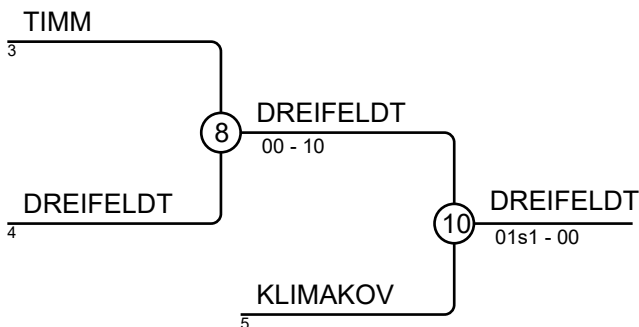 TIMM
3
DREIFELDT
8
00 - 10
DREIFELDT
4
DREIFELDT
10
01s1 - 00
KLIMAKOV
5